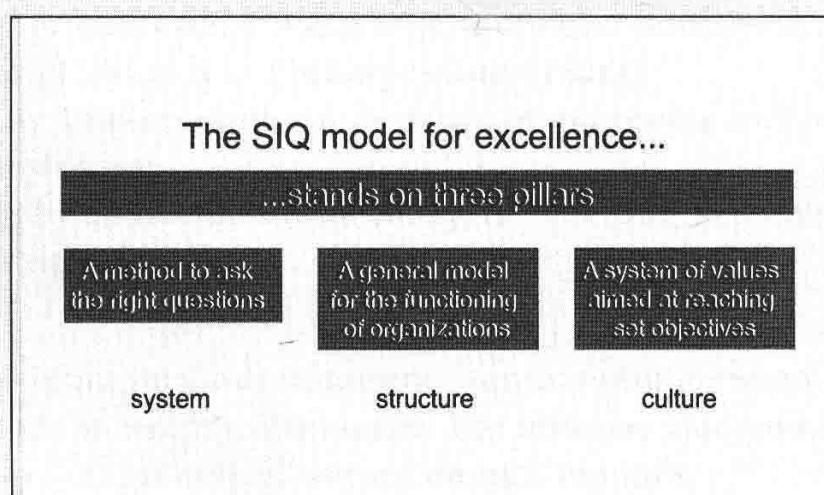 The SIQ model for excellence...
...stands on three pillars
A method to ask
the right questions
A general model
for the functioning
of organizations
A system of values
aimed at reaching
set objectives
system
structure
culture